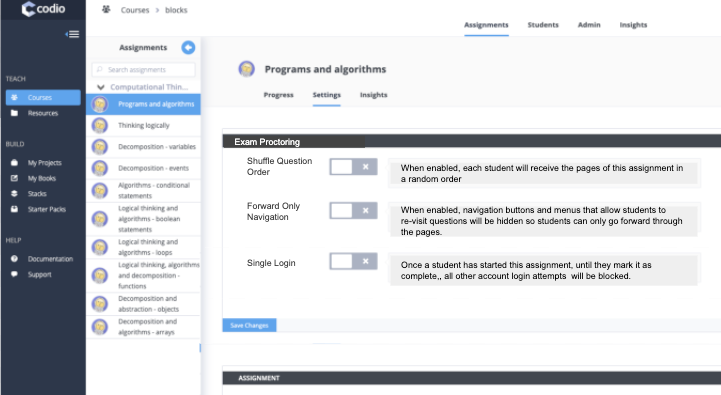 codio
Courses > blocks
Assignments Students Admin Insights
TEACH
Courses
Resources
BUILD
My Projects
My Books
Stacks
Starter Packs
HELP
Documentation
Support
Assignments
Search assignments
Computational Thin...
Programs and algorithms
Thinking logically
Decomposition - variables
Decomposition - events
Algorithms - conditional
statements
Logical thinking and
algorithms - boolean
statements
Logical thinking and
algorithms - loops
Logical thinking, algorithms
and decomposition -
functions
Decomposition and
abstraction - objects
Decomposition and
algorithms - arrays
Programs and algorithms
Progress Settings Insights
Exam Proctoring
Shuffle Question
Order
When enabled, each student will receive the pages of this assignment in
a random order
Forward Only
Navigation
When enabled, navigation buttons and menus that allow students to
re-visit questions will be hidden so students can only go forward through
the pages.
Single Login
Once a student has started this assignment, until they mark it as
complete,, all other account login attempts will be blocked.
Save Changes
ASSIGNMENT